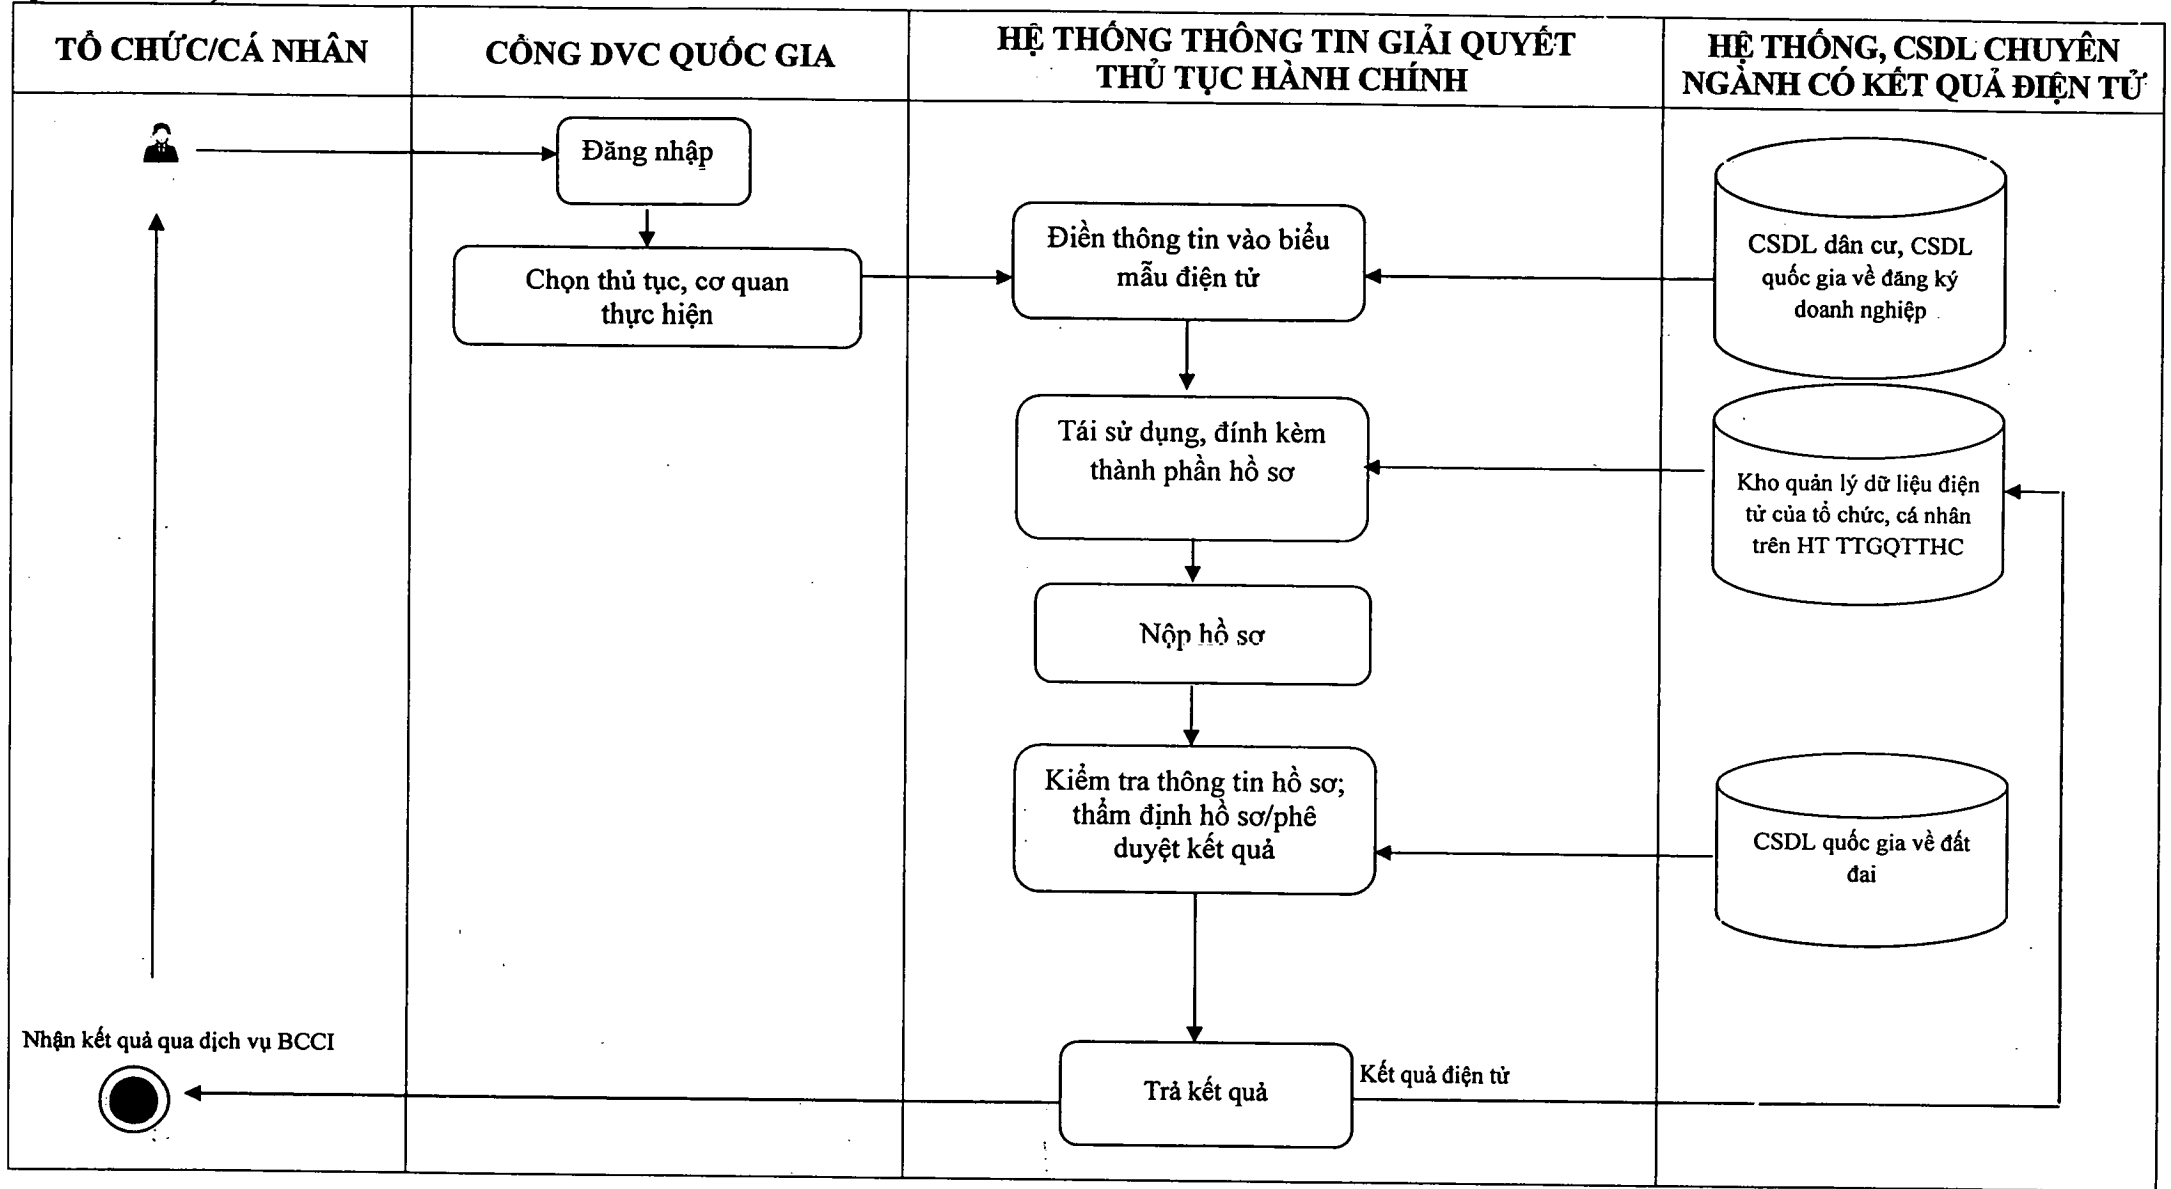 TỔ CHỨC/CÁ NHÂN
CỔNG DVC QUỐC GIA
HỆ THỐNG THÔNG TIN GIẢI QUYẾT
THỦ TỤC HÀNH CHÍNH
HỆ THỐNG, CSDL CHUYÊN
NGÀNH CÓ KẾT QUẢ ĐIỆN TỬ
Đăng nhập
Chọn thủ tục, cơ quan
thực hiện
Điền thông tin vào biểu
mẫu điện tử
CSDL dân cư, CSDL
quốc gia về đăng ký
doanh nghiệp
Tái sử dụng, đính kèm
thành phần hồ sơ
Kho quản lý dữ liệu điện
tử của tổ chức, cá nhân
trên HT TTGQTTHC
Nộp hồ sơ
Kiểm tra thông tin hồ sơ;
thẩm định hồ sơ/phê
duyệt kết quả
CSDL quốc gia về đất
đai
Nhận kết quả qua dịch vụ BCCI
Trả kết quả
Kết quả điện tử